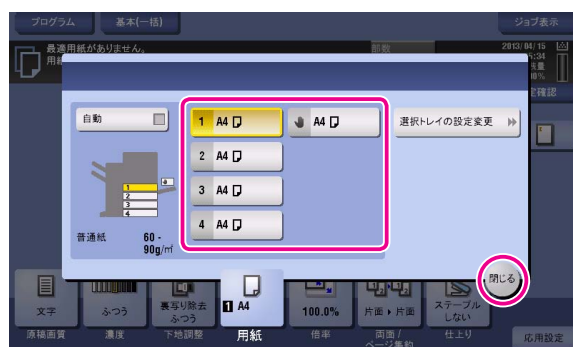 プログラム
基本(一括)
ジョブ表示
最適用紙がありません。
部数
2013/04/15
:34
自動
1 A4
A4
選択トレイの設定変更
2 A4
3 A4
4 A4
1
2
3
4
普通紙
60 -
90g/㎡
閉じる
文字
ふつう
裏写り除去
ふつう
1 A4
100.0%
片面 片面
ステープル
しない
原稿画質
濃度
下地調整
用紙
倍率
両面/
ページ集約
仕上り
応用設定